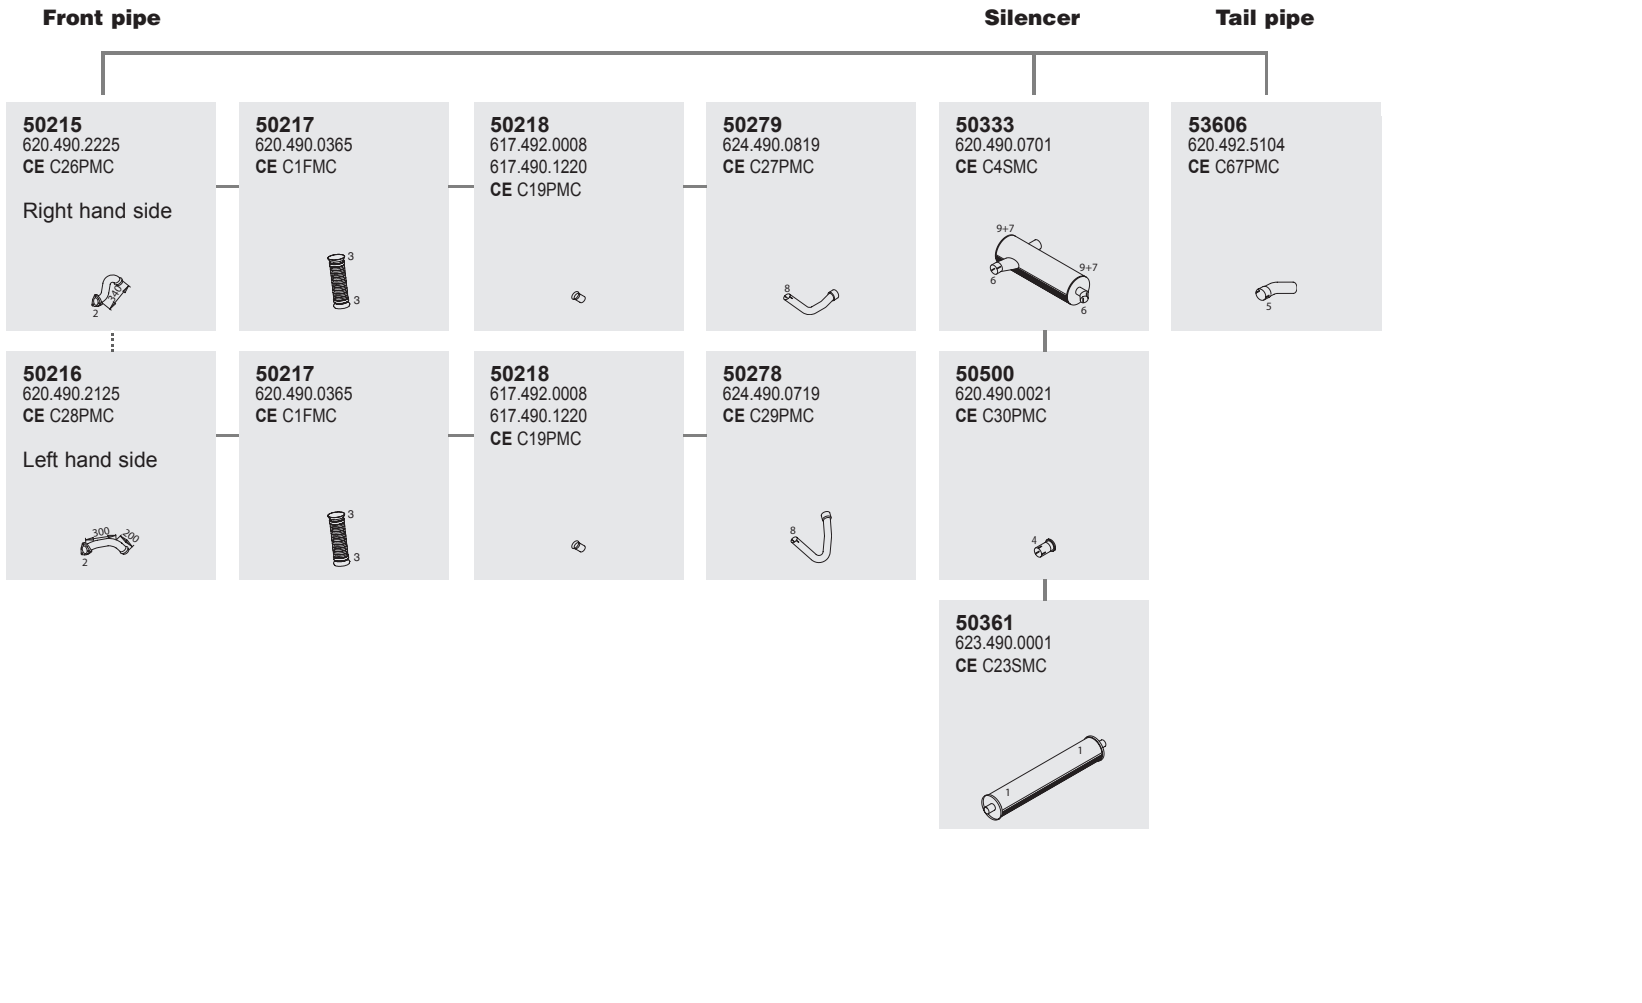 Front pipe
Silencer
Tail pipe
50215
620.490.2225
CE C26PMC
Right hand side
340
2
50217
620.490.0365
CE C1FMC
3
3
50218
617.492.0008
617.490.1220
CE C19PMC
50279
624.490.0819
CE C27PMC
8
50333
620.490.0701
CE C4SMC
9+7
9+7
6
6
53606
620.492.5104
CE C67PMC
5
50216
620.490.2125
CE C28PMC
Left hand side
300
200
2
50217
620.490.0365
CE C1FMC
3
3
50218
617.492.0008
617.490.1220
CE C19PMC
50278
624.490.0719
CE C29PMC
8
50500
620.490.0021
CE C30PMC
4
50361
623.490.0001
CE C23SMC
1
1